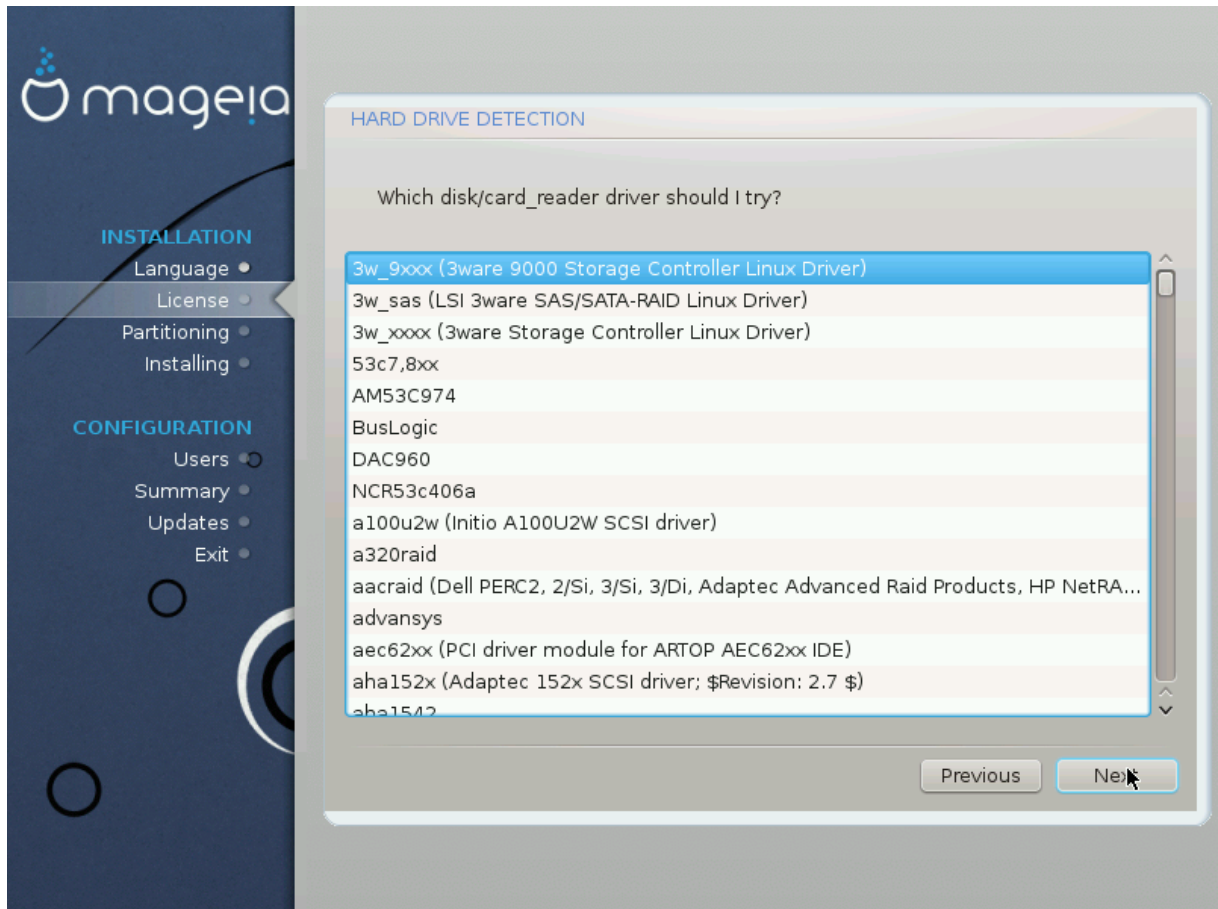 mageia
INSTALLATION
Language
License
Partitioning
Installing
CONFIGURATION
Users
Summary
Updates
Exit
HARD DRIVE DETECTION
Which disk/card_reader driver should I try?
3w_9xxx (3ware 9000 Storage Controller Linux Driver)
3w_sas (LSI 3ware SAS/SATA-RAID Linux Driver)
3w_xxxx (3ware Storage Controller Linux Driver)
53c7,8xx
AM53C974
BusLogic
DAC960
NCR53c406a
a100u2w (Initio A100U2W SCSI driver)
a320raid
aacraid (Dell PERC2, 2/Si, 3/Si, 3/Di, Adaptec Advanced Raid Products, HP NetRA...
advansys
aec62xx (PCI driver module for ARTOP AEC62xx IDE)
aha152x (Adaptec 152x SCSI driver; $Revision: 2.7 $)
aha1542
Previous
Next